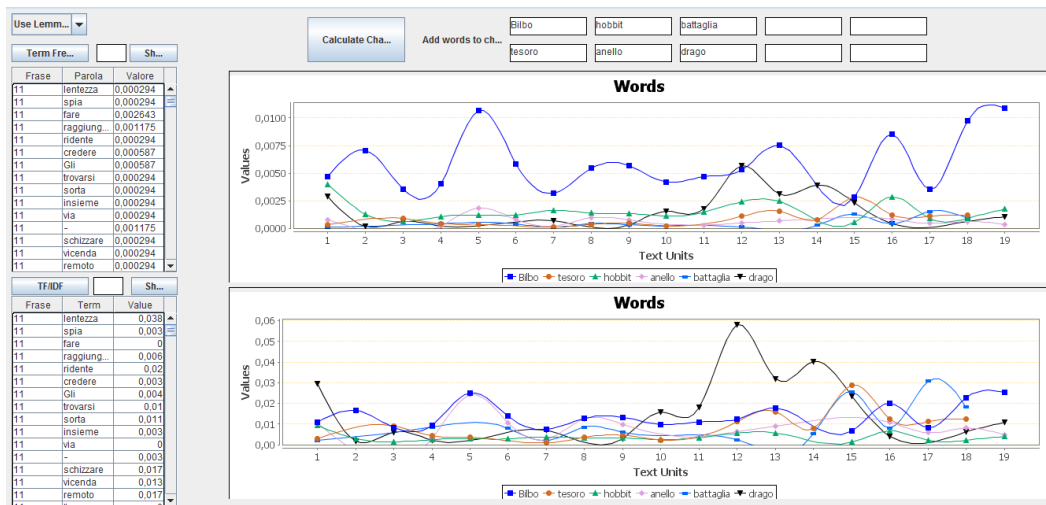 Use Lemm...
Calculate Cha...
Add words to ch...
Bilbo hobbit battaglia
tesoro anello drago
Term Fre... Sh...
Frase Parola Valore
11 lentezza 0,000294
11 spia 0,000294
11 fare 0,002643
11 raggiung... 0,001175
11 ridente 0,000294
11 credere 0,000587
11 Gli 0,000587
11 trovarsi 0,000294
11 sorta 0,000294
11 insieme 0,000294
11 via 0,000294
11 - 0,001175
11 schizzare 0,000294
11 vicenda 0,000294
11 remoto 0,000294
TF/IDF Sh...
Frase Term Value
11 lentezza 0,038
11 spia 0,003
11 fare 0
11 raggiung... 0,006
11 ridente 0,02
11 credere 0,003
11 Gli 0,004
11 trovarsi 0,01
11 sorta 0,011
11 insieme 0,003
11 via 0
11 - 0,003
11 schizzare 0,017
11 vicenda 0,013
11 remoto 0,017
Words
Values
0,0100
0,0075
0,0050
0,0025
0,0000
1 2 3 4 5 6 7 8 9 10 11 12 13 14 15 16 17 18 19
Text Units
Bilbo tesoro hobbit anello battaglia drago
Words
Values
0,06
0,05
0,04
0,03
0,02
0,01
0,00
1 2 3 4 5 6 7 8 9 10 11 12 13 14 15 16 17 18 19
Text Units
Bilbo tesoro hobbit anello battaglia drago